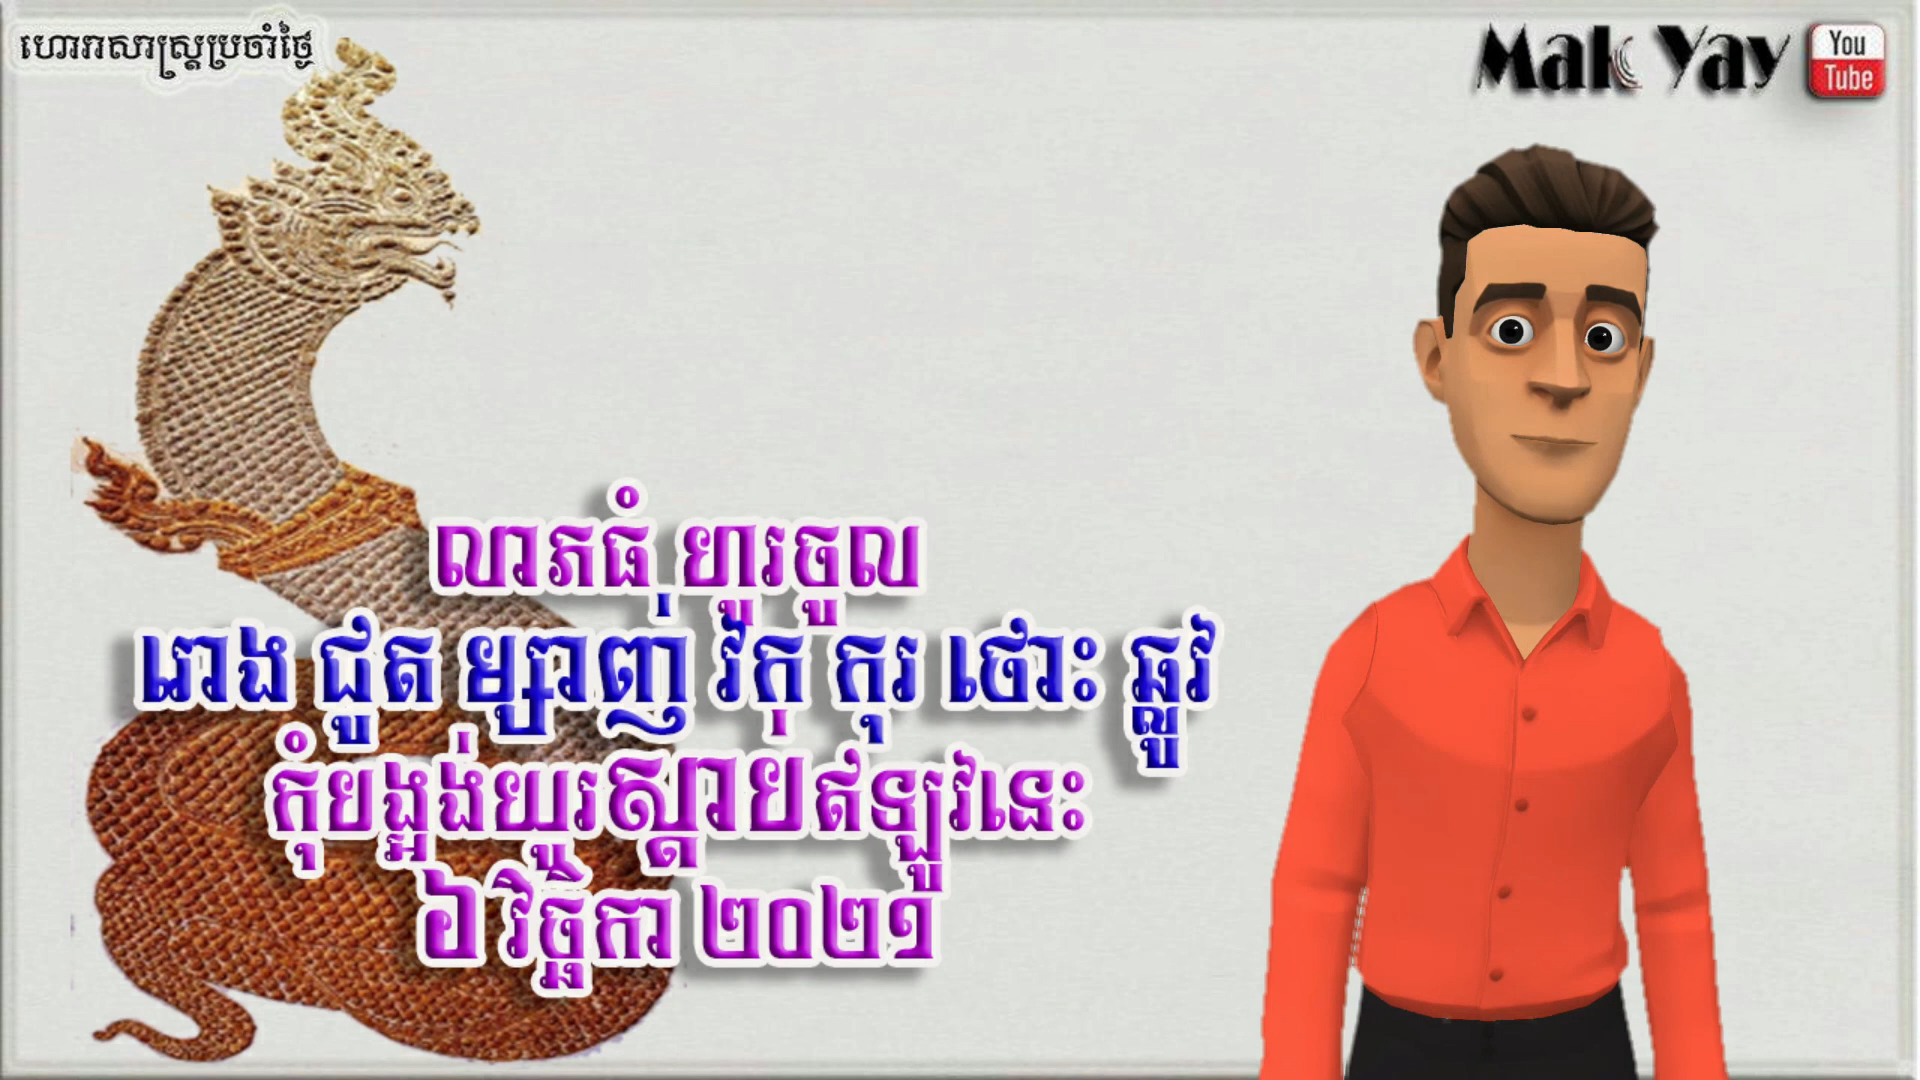 ហោរាសាស្ត្រប្រចាំថ្ងៃ
Mak Yay
You
Tube
លាភធំ ហូរចូល
រោង ជូត ម្សាញ់ វក កុរ ថោះ ឆ្លូវ
កុំបង្អង់យូរស្តាបឥឡូវនេះ
៦ វិច្ឆិកា ២០២១